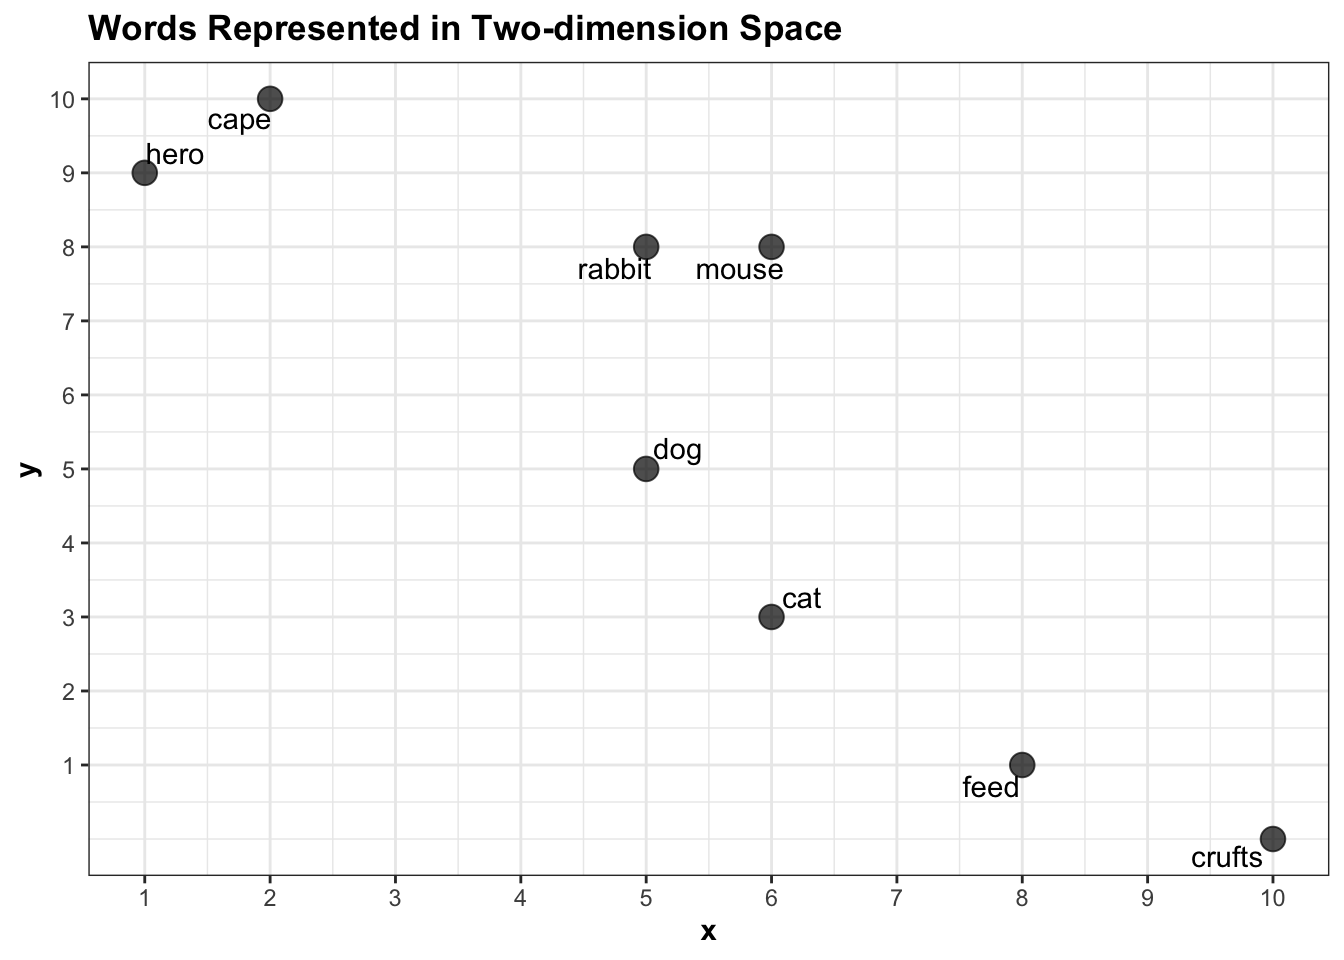 Words Represented in Two-dimension Space
10
cape
hero
9
8
rabbit mouse
7
6
dog
5
y
4
cat
3
2
1
feed
crufts
1 2 3 4 5 6 7 8 9 10
x